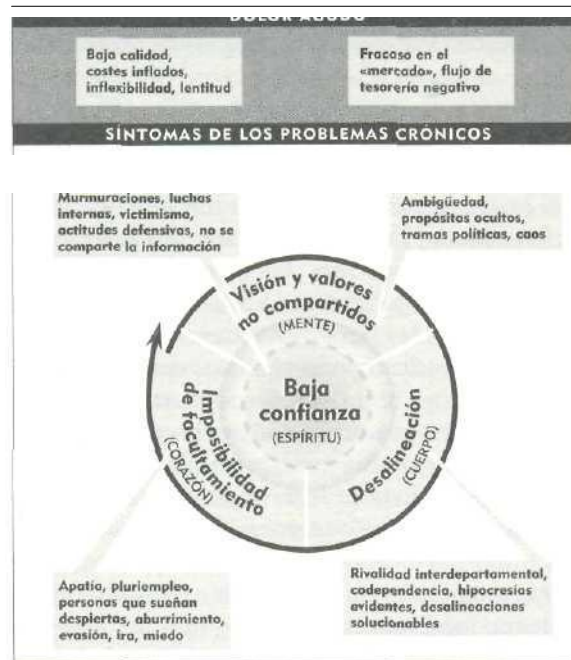 DOLOR AGUDO
Baja calidad,
costes inflados,
inflexibilidad, lentitud
Fracaso en el
«mercado», flujo de
tesorería negativo
SÍNTOMAS DE LOS PROBLEMAS CRÓNICOS
Murmuraciones, luchas
internas, victimismo,
actitudes defensivas, no se
comparte la información
Ambigüedad,
propósitos ocultos,
tramas políticas, caos
Visión y valores
no compartidos
(MENTE)
Baja
confianza
(ESPÍRITU)
Imposibilidad
de facultamiento
(CORAZÓN)
Desalineación
(CUERPO)
Apatía, pluriempleo,
personas que sueñan
despiertas, aburrimiento,
evasión, ira, miedo
Rivalidad interdepartamental,
codependencia, hipocresías
evidentes, desalineaciones
solucionables